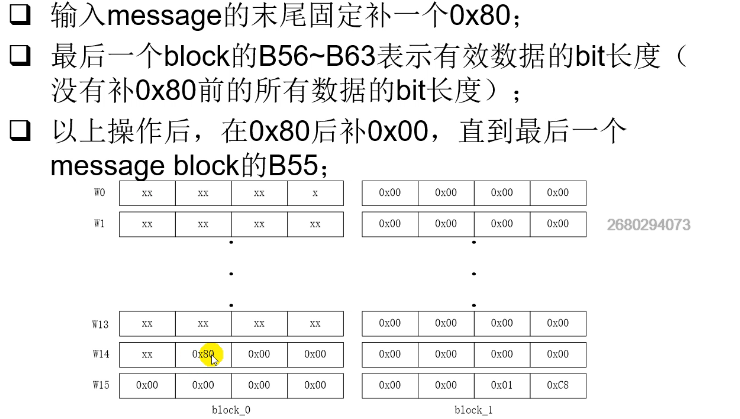 ❑ 输入message的末尾固定补一个0x80；
❑ 最后一个block的B56~B63表示有效数据的bit长度（
没有补0x80前的所有数据的bit长度）；
❑ 以上操作后，在0x80后补0x00，直到最后一个
message block的B55；
W0 xx xx xx x 0x00 0x00 0x00 0x00
W1 xx xx xx xx 0x00 0x00 0x00 0x00
2680294073
W13 xx xx xx xx 0x00 0x00 0x00 0x00
W14 xx 0x80 0x00 0x00 0x00 0x00 0x00 0x00
W15 0x00 0x00 0x00 0x00 0x00 0x00 0x01 0xC8
block_0 block_1